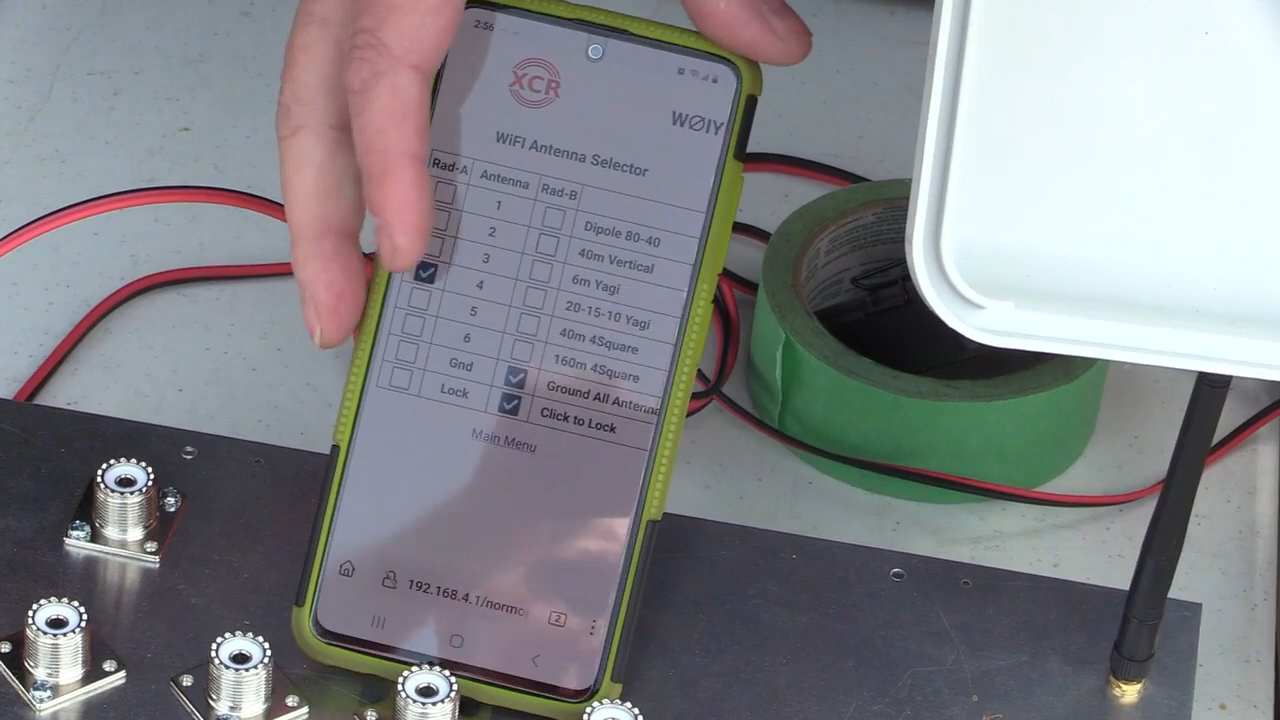 2:56
XCR
WØIY
WiFI Antenna Selector
Rad-A Antenna Rad-B
1 Dipole 80-40
2 40m Vertical
3 6m Yagi
4 20-15-10 Yagi
5 40m 4Square
6 160m 4Square
Gnd Ground All Antenna
Lock Click to Lock
Main Menu
192.168.4.1/normo
2